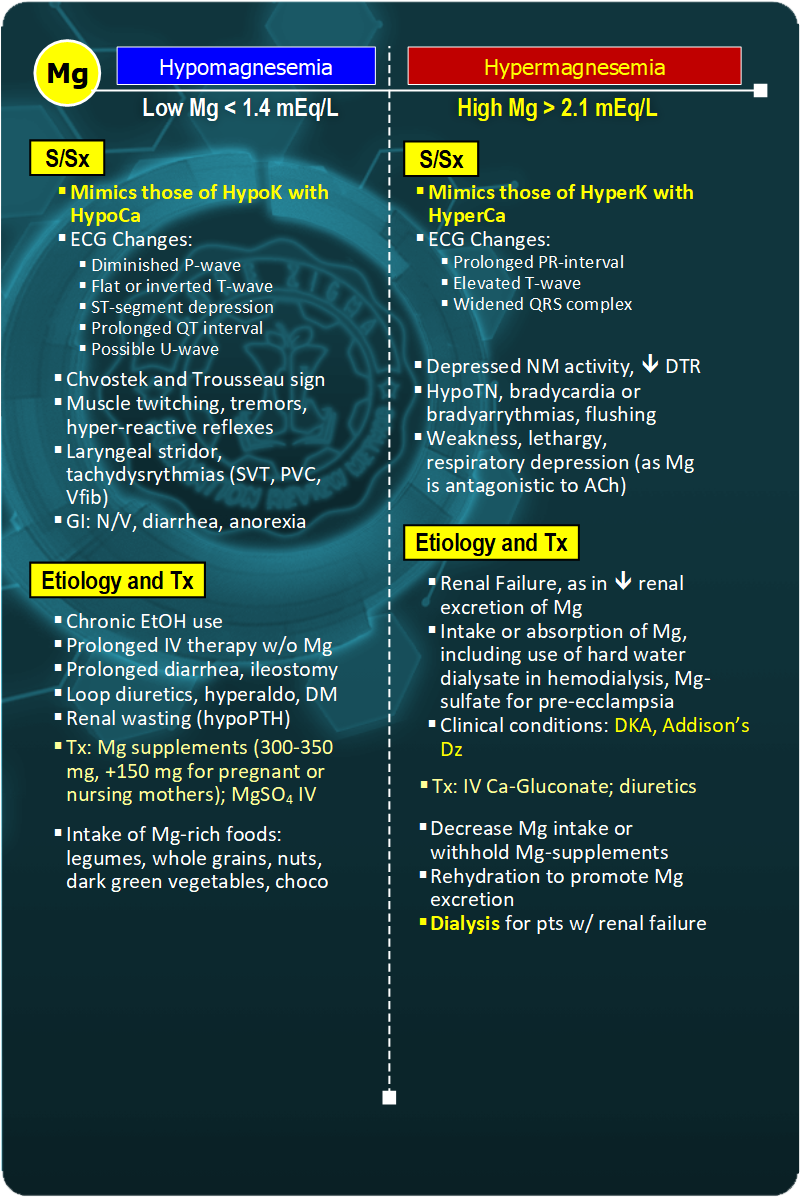 Mg
Hypomagnesemia
Low Mg < 1.4 mEq/L
S/Sx
▪ Mimics those of HypoK with
HypoCa
▪ ECG Changes:
▪ Diminished P-wave
▪ Flat or inverted T-wave
▪ ST-segment depression
▪ Prolonged QT interval
▪ Possible U-wave
▪ Chvostek and Trousseau sign
▪ Muscle twitching, tremors,
hyper-reactive reflexes
▪ Laryngeal stridor,
tachydysrythmias (SVT, PVC,
Vfib)
▪ GI: N/V, diarrhea, anorexia
Etiology and Tx
▪ Chronic EtOH use
▪ Prolonged IV therapy w/o Mg
▪ Prolonged diarrhea, ileostomy
▪ Loop diuretics, hyperaldo, DM
▪ Renal wasting (hypoPTH)
▪ Tx: Mg supplements (300-350
mg, +150 mg for pregnant or
nursing mothers); MgSO₄ IV
▪ Intake of Mg-rich foods:
legumes, whole grains, nuts,
dark green vegetables, choco
Hypermagnesemia
High Mg > 2.1 mEq/L
S/Sx
▪ Mimics those of HyperK with
HyperCa
▪ ECG Changes:
▪ Prolonged PR-interval
▪ Elevated T-wave
▪ Widened QRS complex
▪ Depressed NM activity, ↓ DTR
▪ HypoTN, bradycardia or
bradyarrythmias, flushing
▪ Weakness, lethargy,
respiratory depression (as Mg
is antagonistic to ACh)
Etiology and Tx
▪ Renal Failure, as in ↓ renal
excretion of Mg
▪ Intake or absorption of Mg,
including use of hard water
dialysate in hemodialysis, Mg-
sulfate for pre-ecclampsia
▪ Clinical conditions: DKA, Addison's
Dz
▪ Tx: IV Ca-Gluconate; diuretics
▪ Decrease Mg intake or
withhold Mg-supplements
▪ Rehydration to promote Mg
excretion
▪ Dialysis for pts w/ renal failure